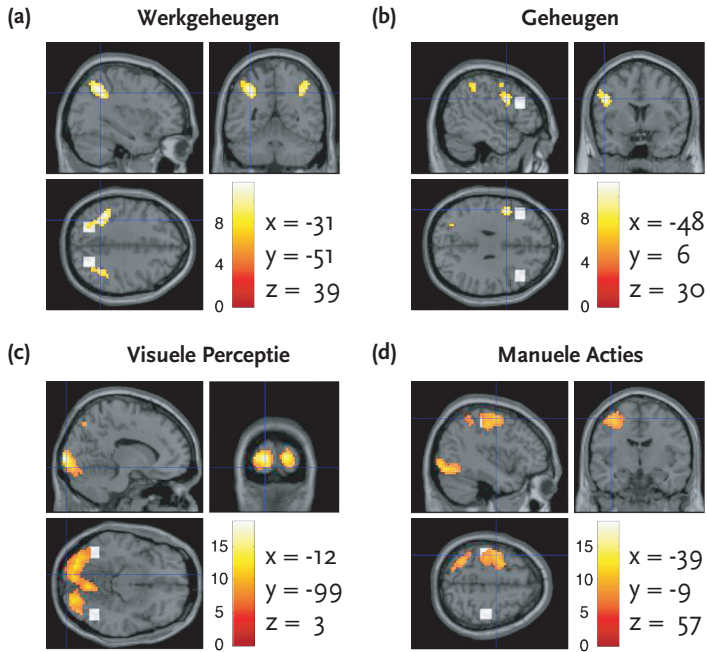 (a) Werkgeheugen
8
4
0
x = -31
y = -51
z = 39
(b) Geheugen
8
4
0
x = -48
y = 6
z = 30
(c) Visuele Perceptie
15
10
5
0
x = -12
y = -99
z = 3
(d) Manuele Acties
15
10
5
0
x = -39
y = -9
z = 57